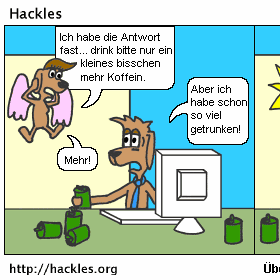 Hackles
Ich habe die Antwort
fast... drink bitte nur ein
kleines bisschen
mehr Koffein.
Aber ich
habe schon
so viel
getrunken!
Mehr!
http://hackles.org